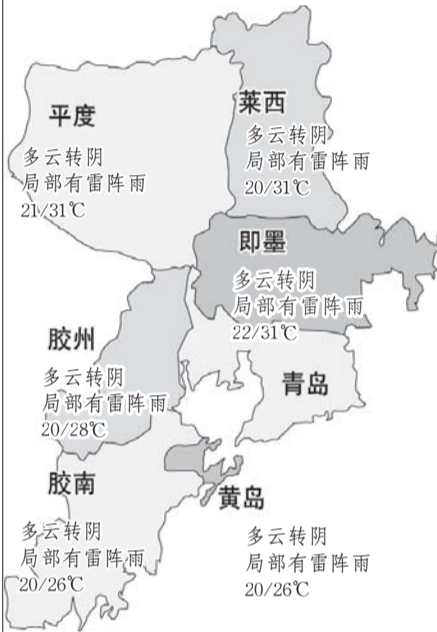 平度
多云转阴
局部有雷阵雨
21/31℃
莱西
多云转阴
局部有雷阵雨
20/31℃
即墨
多云转阴
局部有雷阵雨
22/31℃
胶州
多云转阴
局部有雷阵雨
20/28℃
青岛
胶南
多云转阴
局部有雷阵雨
20/26℃
黄岛
多云转阴
局部有雷阵雨
20/26℃